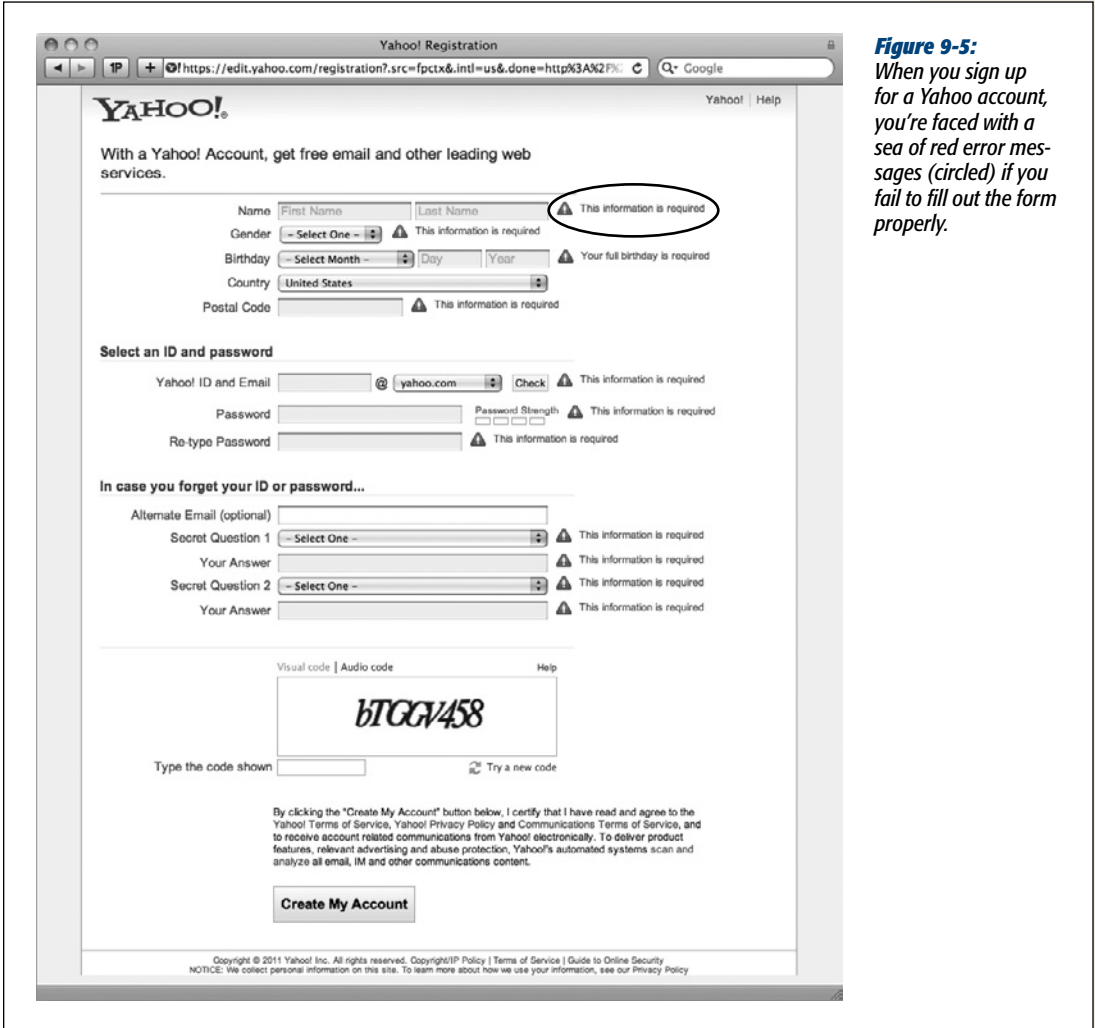 Yahoo! Registration
1P + https://edit.yahoo.com/registration?.src=fpctx&.intl=us&.done=http%3A%2F% Google
YAHOO!®
Yahoo! | Help
With a Yahoo! Account, get free email and other leading web
services.
Name First Name Last Name This information is required
Gender - Select One - This information is required
Birthday - Select Month - Day Year Your full birthday is required
Country United States
Postal Code This information is required
Select an ID and password
Yahoo! ID and Email @ yahoo.com Check This information is required
Password Password Strength This information is required
Re-type Password This information is required
In case you forget your ID or password...
Alternate Email (optional)
Secret Question 1 - Select One - This information is required
Your Answer This information is required
Secret Question 2 - Select One - This information is required
Your Answer This information is required
Visual code | Audio code Help
bTGGV458
Type the code shown Try a new code
By clicking the "Create My Account" button below, I certify that I have read and agree to the
Yahoo! Terms of Service, Yahoo! Privacy Policy and Communications Terms of Service, and
to receive account related communications from Yahoo! electronically. To deliver product
features, relevant advertising and abuse protection, Yahoo!'s automated systems scan and
analyze all email, IM and other communications content.
Create My Account
Copyright © 2011 Yahoo! Inc. All rights reserved. Copyright/IP Policy | Terms of Service | Guide to Online Security
NOTICE: We collect personal information on this site. To learn more about how we use your information, see our Privacy Policy
Figure 9-5:
When you sign up
for a Yahoo account,
you're faced with a
sea of red error mes-
sages (circled) if you
fail to fill out the form
properly.